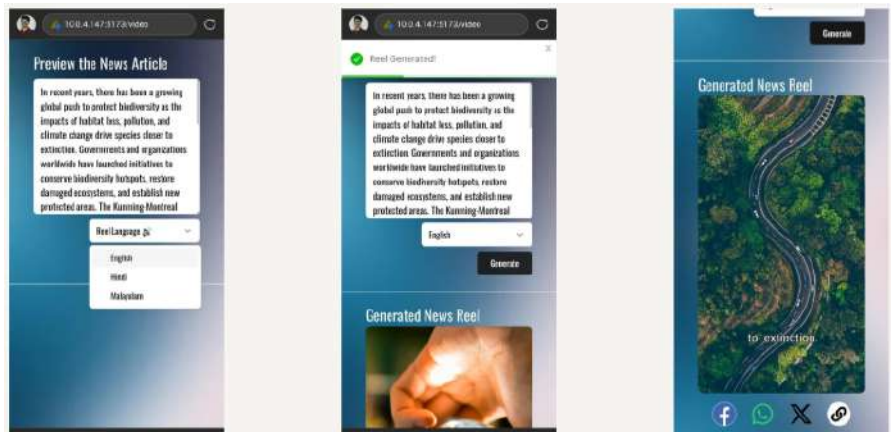 10.0.4.147:5173/video
Preview the News Article
In recent years, there has been a growing
global push to protect biodiversity as the
impacts of habitat loss, pollution, and
climate change drive species closer to
extinction. Governments and organizations
worldwide have launched initiatives to
conserve biodiversity hotspots, restore
damaged ecosystems, and establish new
protected areas. The Kunming-Montreal
Reel Language
English
Hindi
Malayalam
10.0.4.147:5173/video
Reel Generated!
In recent years, there has been a growing
global push to protect biodiversity as the
impacts of habitat loss, pollution, and
climate change drive species closer to
extinction. Governments and organizations
worldwide have launched initiatives to
conserve biodiversity hotspots, restore
damaged ecosystems, and establish new
protected areas. The Kunming-Montreal
English
Generate
Generated News Reel
Generate
Generated News Reel
to extinction.